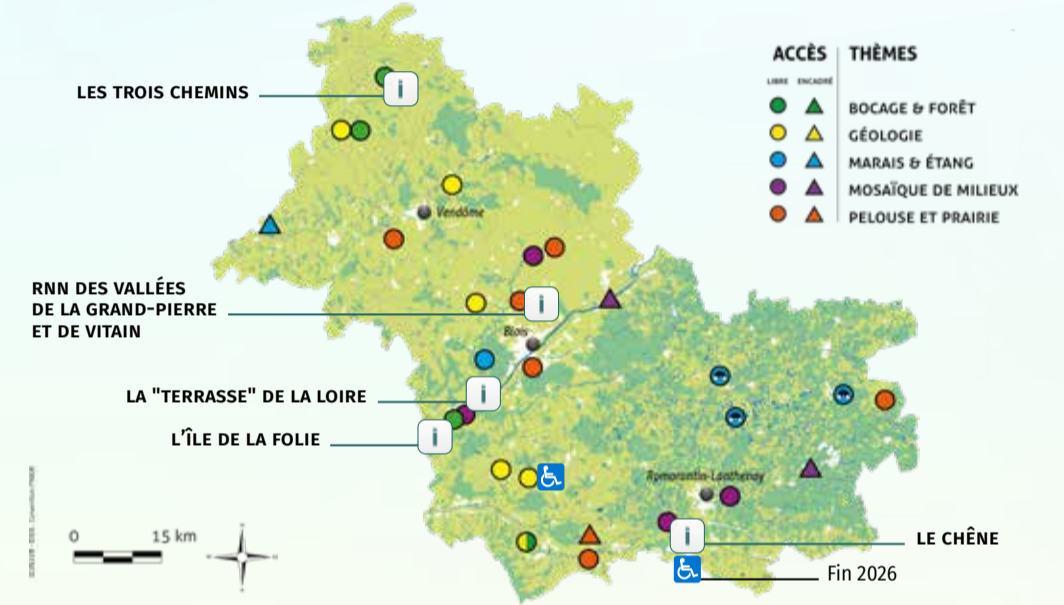 LES TROIS CHEMINS
RNN DES VALLÉES
DE LA GRAND-PIERRE
ET DE VITAIN
LA "TERRASSE" DE LA LOIRE
L'ÎLE DE LA FOLIE
0 15 km
Vendôme
Blois
Romorantin-Lanthenay
i
i
i
i
i
LE CHÊNE
Fin 2026
ACCÈS THÈMES
LIBRE ENCADRÉ
BOCAGE & FORÊT
GÉOLOGIE
MARAIS & ÉTANG
MOSAÏQUE DE MILIEUX
PELOUSE ET PRAIRIE